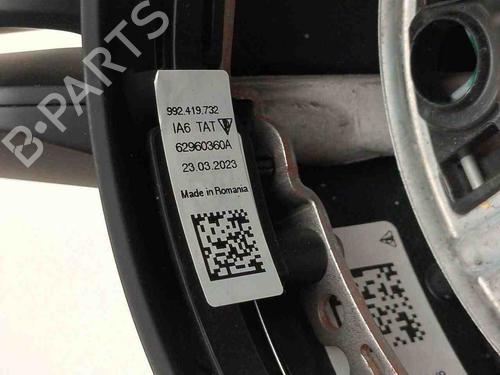 B-PARTS
992.419.732
IA6 TAT
62960360A
23.03.2023
Made in Romania